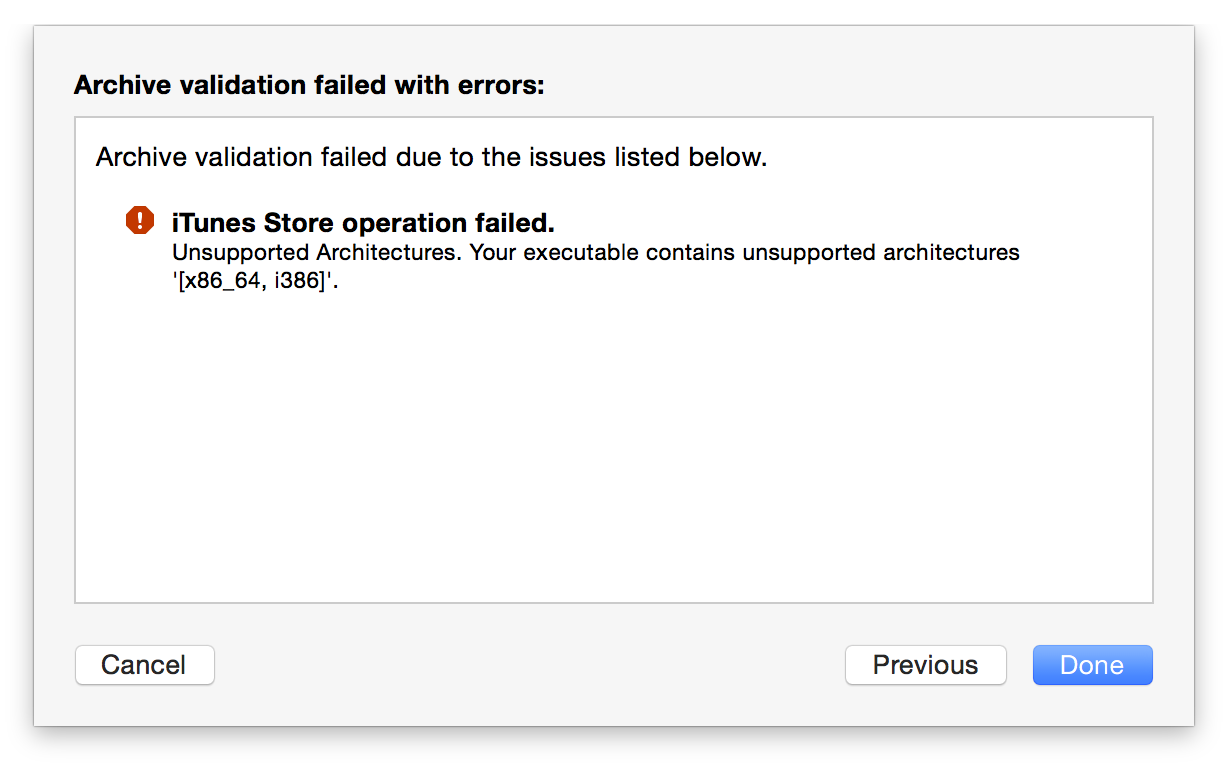 Archive validation failed with errors:
Archive validation failed due to the issues listed below.
iTunes Store operation failed.
Unsupported Architectures. Your executable contains unsupported architectures
'[x86_64, i386]'.
Cancel
Previous
Done